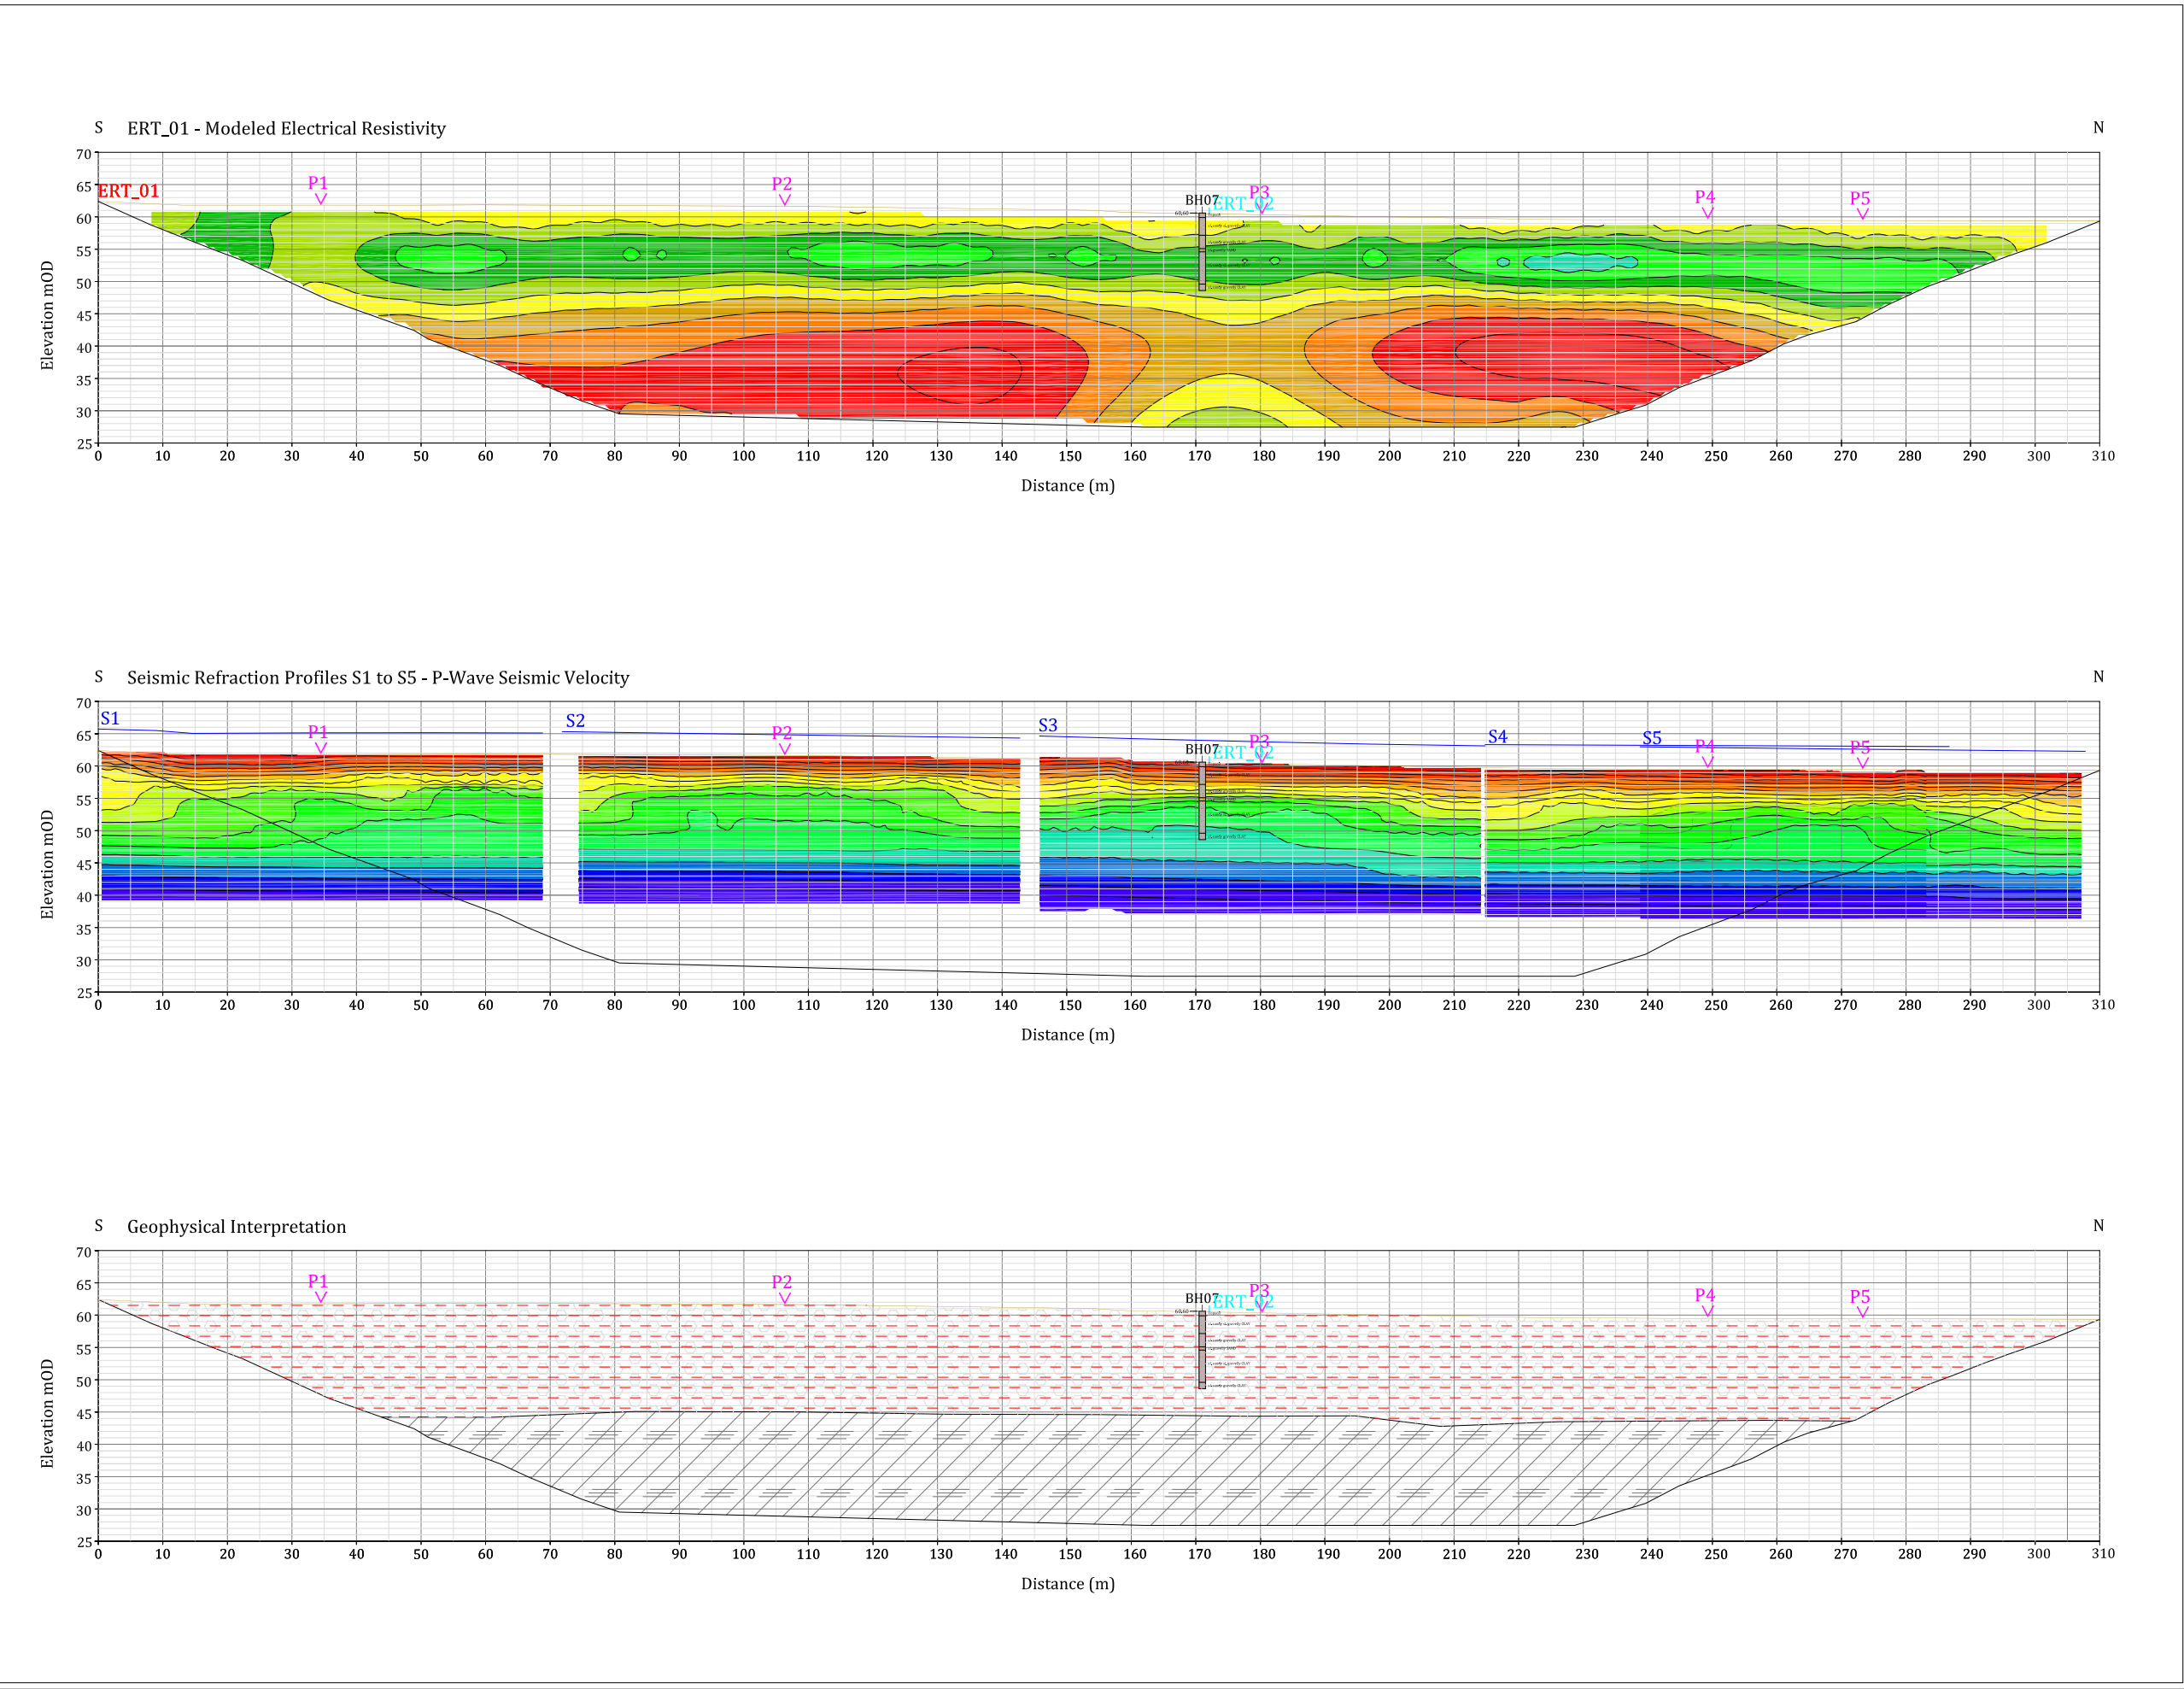 S ERT_01 - Modeled Electrical Resistivity N
70
65
60
55
50
45
40
35
30
25
Elevation mOD
ERT_01
P1
P2
BH07
60.60
ERT_02
P3
P4
P5
0 10 20 30 40 50 60 70 80 90 100 110 120 130 140 150 160 170 180 190 200 210 220 230 240 250 260 270 280 290 300 310
Distance (m)
S Seismic Refraction Profiles S1 to S5 - P-Wave Seismic Velocity N
70
65
60
55
50
45
40
35
30
25
Elevation mOD
S1
P1
S2
P2
S3
BH07
ERT_02
P3
S4
S5
P4
P5
0 10 20 30 40 50 60 70 80 90 100 110 120 130 140 150 160 170 180 190 200 210 220 230 240 250 260 270 280 290 300 310
Distance (m)
S Geophysical Interpretation N
70
65
60
55
50
45
40
35
30
25
Elevation mOD
P1
P2
BH07
60.60
ERT_02
P3
P4
P5
0 10 20 30 40 50 60 70 80 90 100 110 120 130 140 150 160 170 180 190 200 210 220 230 240 250 260 270 280 290 300 310
Distance (m)